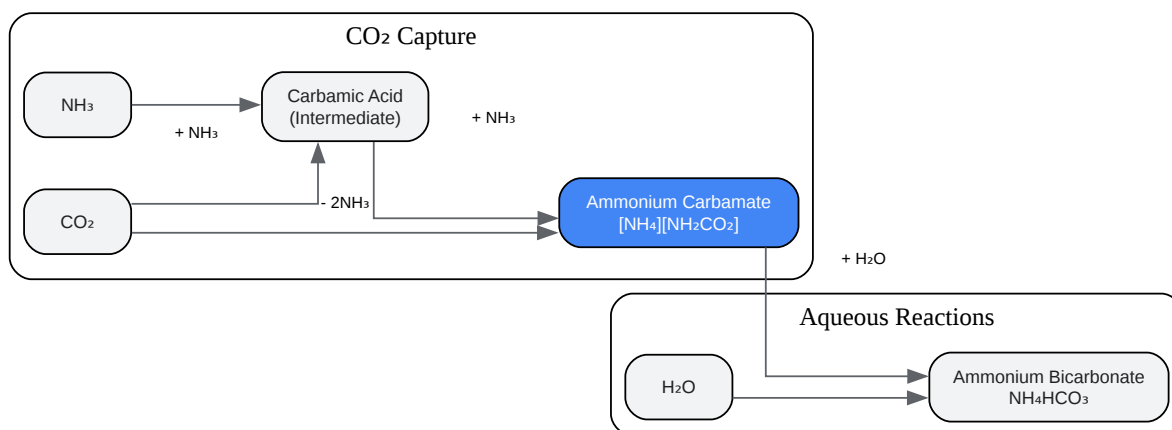 CO₂ Capture
NH₃
+ NH₃
Carbamic Acid
(Intermediate)
+ NH₃
CO₂
- 2NH₃
Ammonium Carbamate
[NH₄][NH₂CO₂]
+ H₂O
Aqueous Reactions
H₂O
Ammonium Bicarbonate
NH₄HCO₃